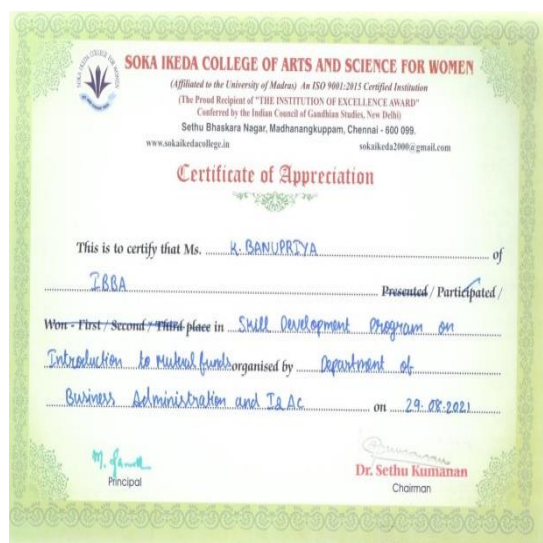 SOKA IKEDA COLLEGE OF ARTS AND SCIENCE FOR WOMEN
(Affiliated to the University of Madras) An ISO 9001:2015 Certified Institution
(The Proud Recipient of "THE INSTITUTION OF EXCELLENCE AWARD"
Conferred by the Indian Council of Gandhian Studies, New Delhi)
Sethu Bhaskara Nagar, Madhanangkuppam, Chennai - 600 099.
www.sokaikedacollege.in sokaikeda2000@gmail.com
Certificate of Appreciation
This is to certify that Ms. K. BANUPRIYA of
IBBA Presented / Participated /
Won - First / Second / Third place in Skill Development Program on
Introduction to Mutual funds organised by Department of
Business Administration and IQAC on 29.08.2021
Principal
Dr. Sethu Kumanan
Chairman